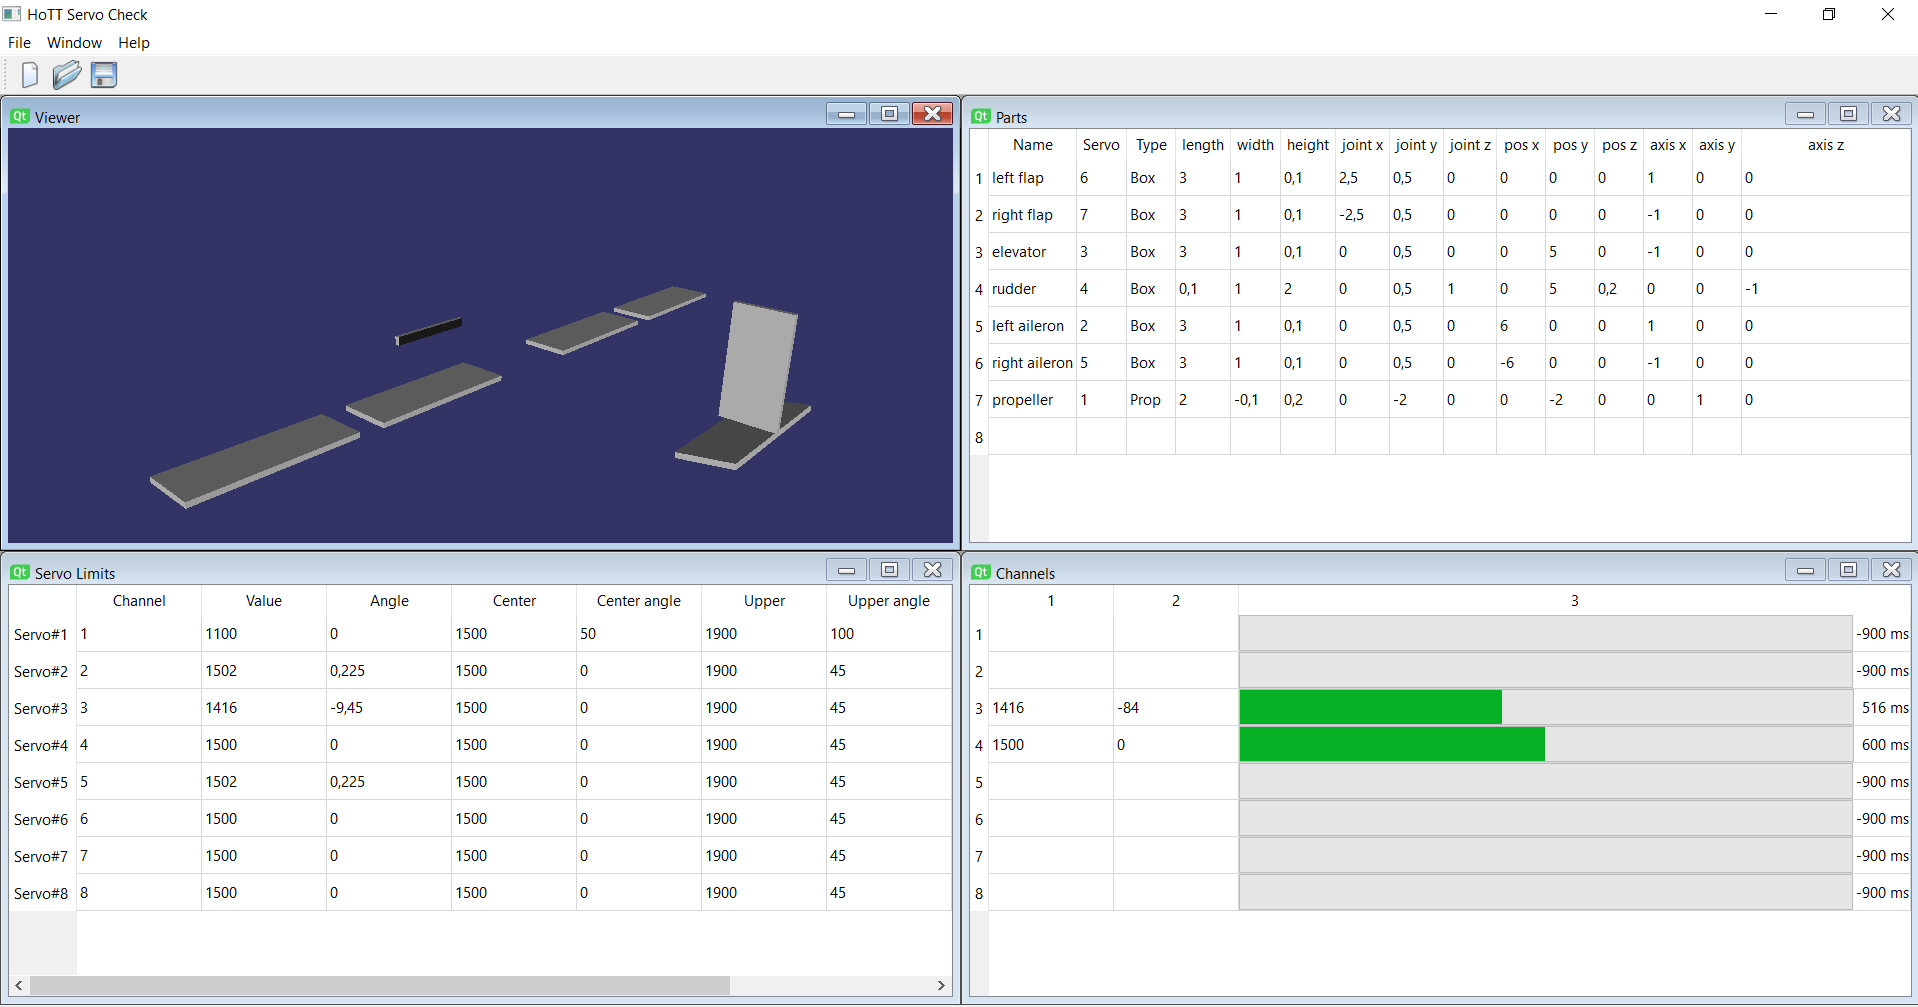 HoTT Servo Check
File Window Help
Qt Viewer
Qt Parts
Name Servo Type length width height joint x joint y joint z pos x pos y pos z axis x axis y axis z
1 left flap 6 Box 3 1 0,1 2,5 0,5 0 0 0 0 1 0 0
2 right flap 7 Box 3 1 0,1 -2,5 0,5 0 0 0 0 -1 0 0
3 elevator 3 Box 3 1 0,1 0 0,5 0 0 5 0 -1 0 0
4 rudder 4 Box 0,1 1 2 0 0,5 1 0 5 0,2 0 0 -1
5 left aileron 2 Box 3 1 0,1 0 0,5 0 6 0 0 1 0 0
6 right aileron 5 Box 3 1 0,1 0 0,5 0 -6 0 0 -1 0 0
7 propeller 1 Prop 2 -0,1 0,2 0 -2 0 0 -2 0 0 1 0
8
Qt Servo Limits
Channel Value Angle Center Center angle Upper Upper angle
Servo#1 1 1100 0 1500 50 1900 100
Servo#2 2 1502 0,225 1500 0 1900 45
Servo#3 3 1416 -9,45 1500 0 1900 45
Servo#4 4 1500 0 1500 0 1900 45
Servo#5 5 1502 0,225 1500 0 1900 45
Servo#6 6 1500 0 1500 0 1900 45
Servo#7 7 1500 0 1500 0 1900 45
Servo#8 8 1500 0 1500 0 1900 45
Qt Channels
1 2 3
1 -900 ms
2 -900 ms
3 1416 -84 516 ms
4 1500 0 600 ms
5 -900 ms
6 -900 ms
7 -900 ms
8 -900 ms